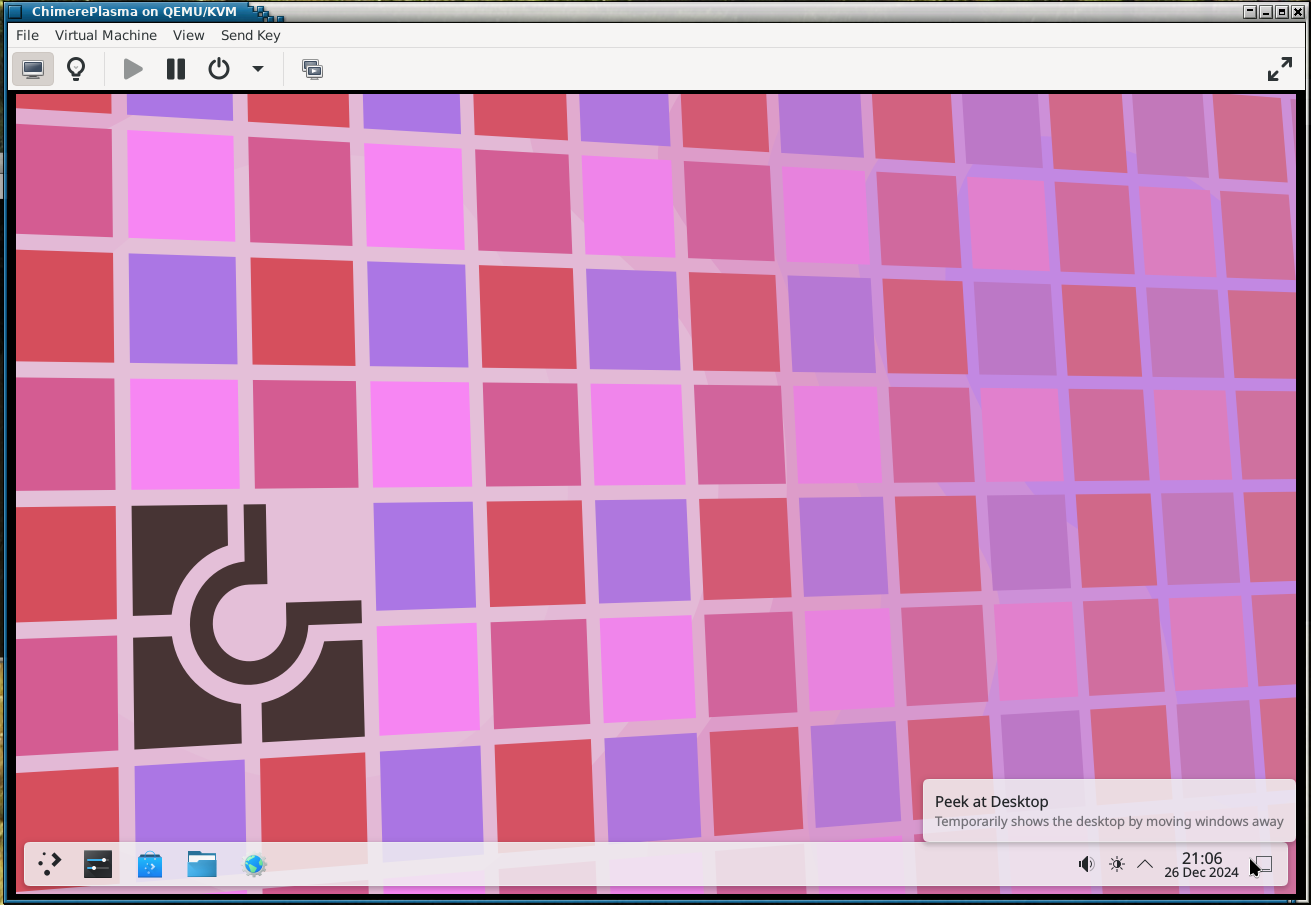 ChimerePlasma on QEMU/KVM
File Virtual Machine View Send Key
Peek at Desktop
Temporarily shows the desktop by moving windows away
21:06
26 Dec 2024